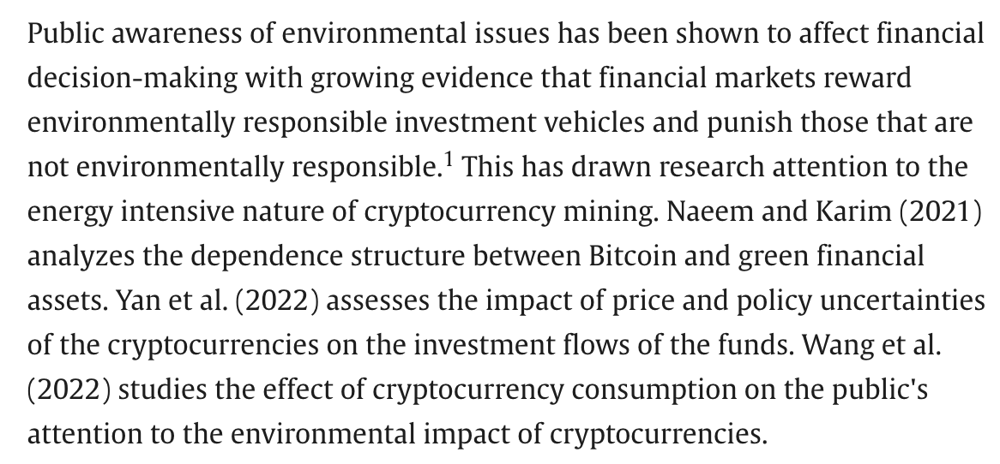 Public awareness of environmental issues has been shown to affect financial
decision-making with growing evidence that financial markets reward
environmentally responsible investment vehicles and punish those that are
not environmentally responsible.¹ This has drawn research attention to the
energy intensive nature of cryptocurrency mining. Naeem and Karim (2021)
analyzes the dependence structure between Bitcoin and green financial
assets. Yan et al. (2022) assesses the impact of price and policy uncertainties
of the cryptocurrencies on the investment flows of the funds. Wang et al.
(2022) studies the effect of cryptocurrency consumption on the public's
attention to the environmental impact of cryptocurrencies.